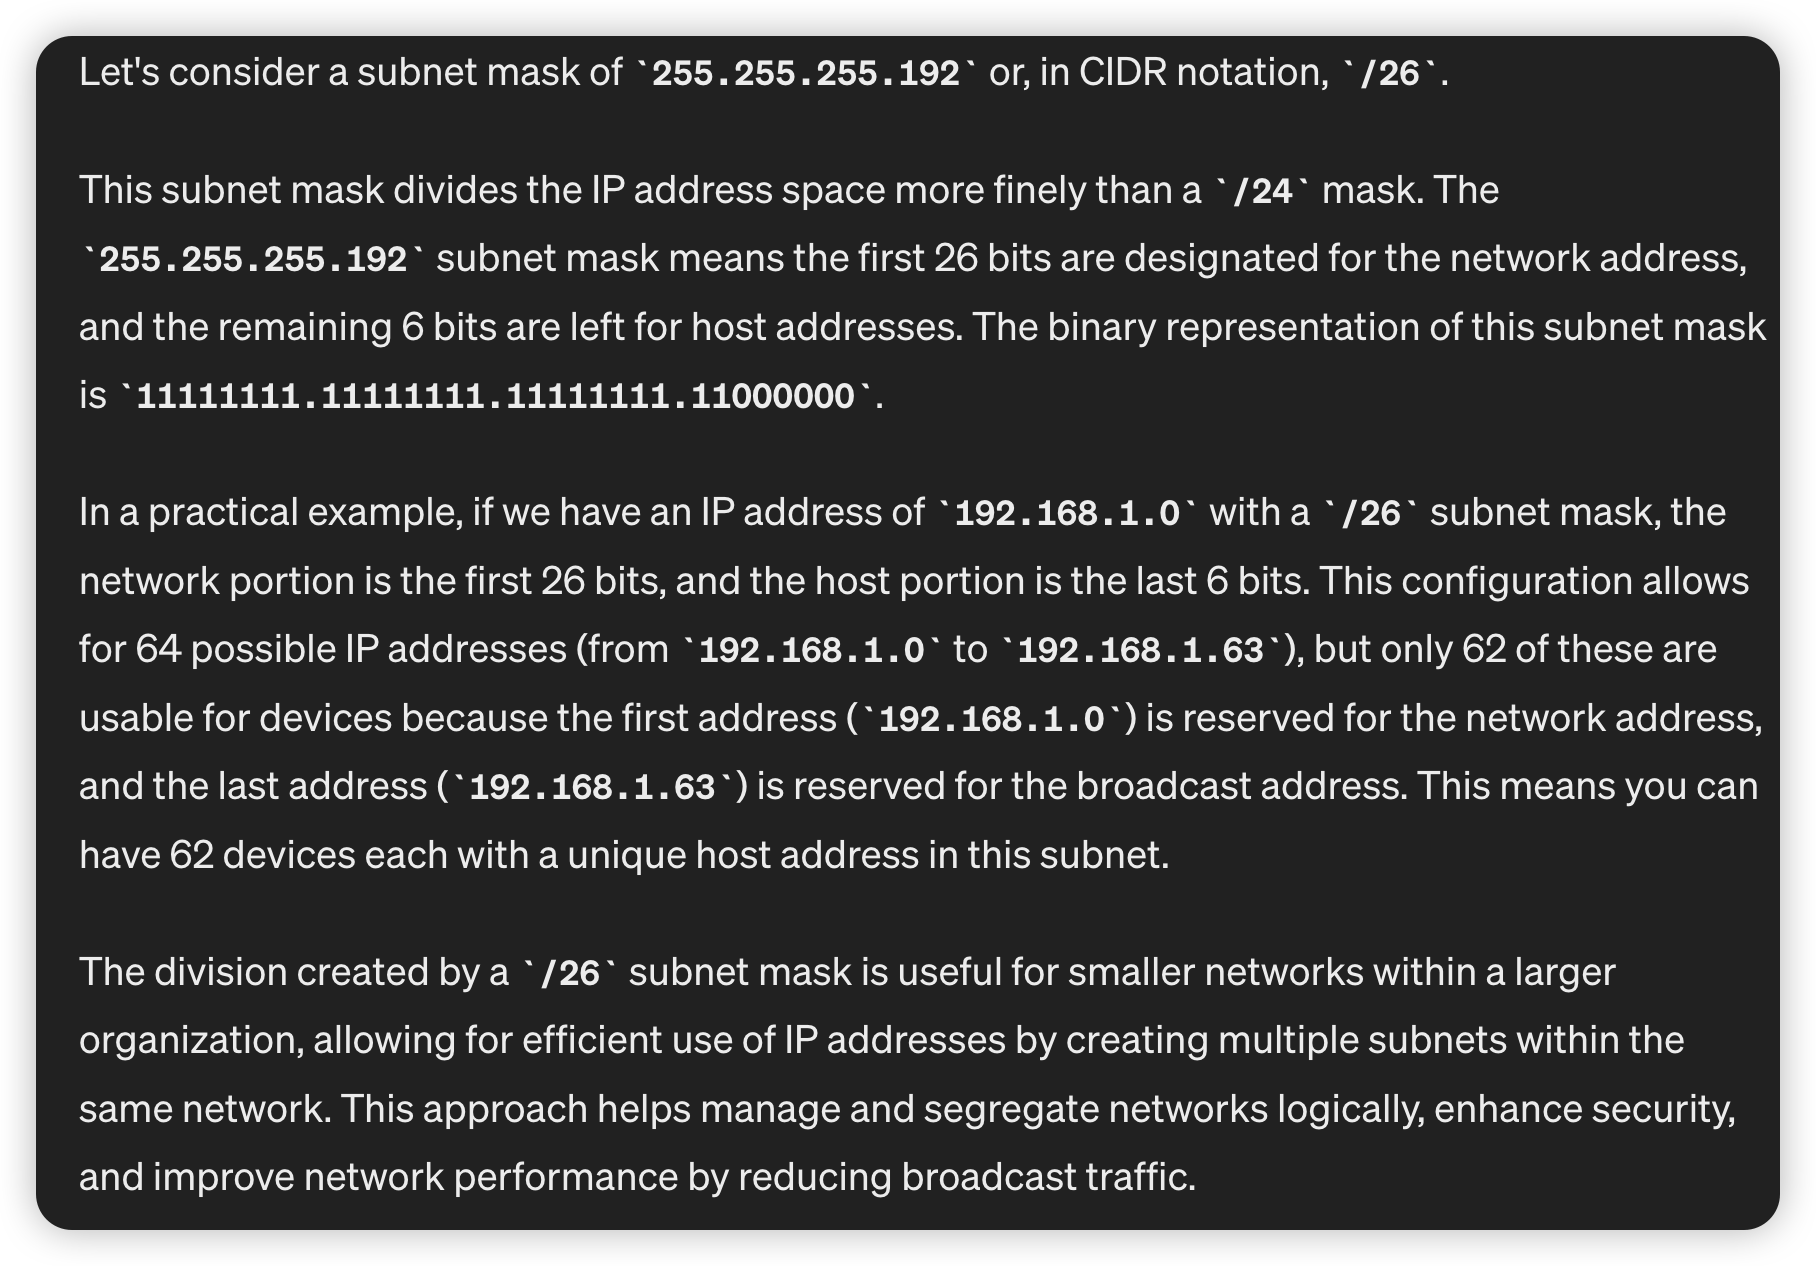 Let's consider a subnet mask of `255.255.255.192` or, in CIDR notation, `/26`.
This subnet mask divides the IP address space more finely than a `/24` mask. The
`255.255.255.192` subnet mask means the first 26 bits are designated for the network address,
and the remaining 6 bits are left for host addresses. The binary representation of this subnet mask
is `11111111.11111111.11111111.11000000`.
In a practical example, if we have an IP address of `192.168.1.0` with a `/26` subnet mask, the
network portion is the first 26 bits, and the host portion is the last 6 bits. This configuration allows
for 64 possible IP addresses (from `192.168.1.0` to `192.168.1.63`), but only 62 of these are
usable for devices because the first address (`192.168.1.0`) is reserved for the network address,
and the last address (`192.168.1.63`) is reserved for the broadcast address. This means you can
have 62 devices each with a unique host address in this subnet.
The division created by a `/26` subnet mask is useful for smaller networks within a larger
organization, allowing for efficient use of IP addresses by creating multiple subnets within the
same network. This approach helps manage and segregate networks logically, enhance security,
and improve network performance by reducing broadcast traffic.